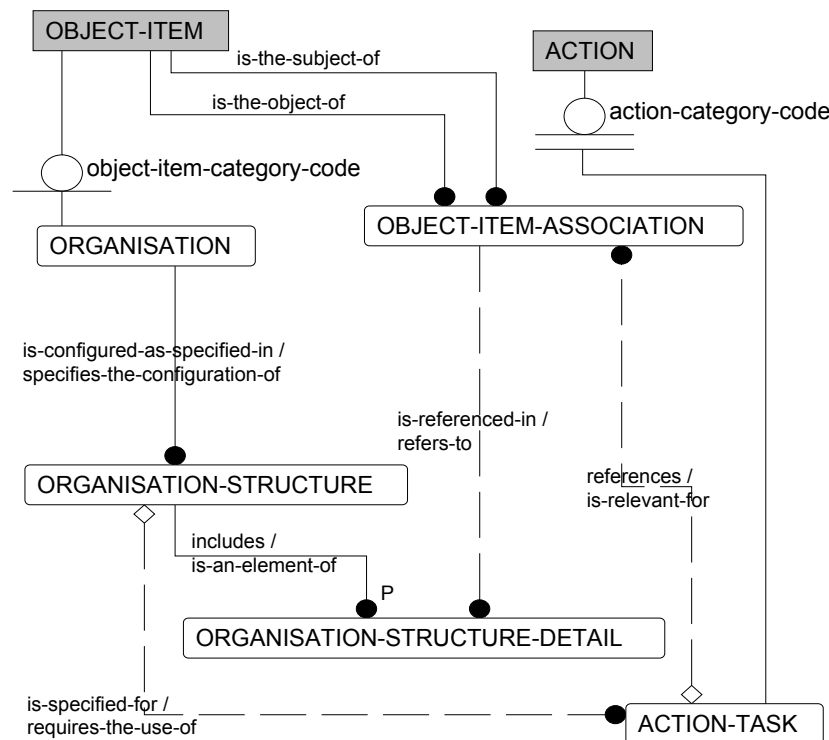 OBJECT-ITEM
ACTION
is-the-subject-of
is-the-object-of
action-category-code
object-item-category-code
OBJECT-ITEM-ASSOCIATION
ORGANISATION
is-configured-as-specified-in /
specifies-the-configuration-of
is-referenced-in /
refers-to
references /
is-relevant-for
ORGANISATION-STRUCTURE
includes /
is-an-element-of
P
ORGANISATION-STRUCTURE-DETAIL
is-specified-for /
requires-the-use-of
ACTION-TASK